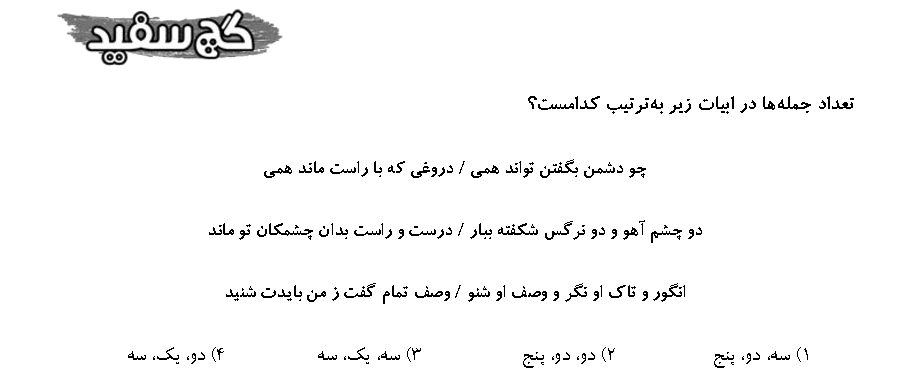 گچ سفید
تعداد جمله‌ها در ابیات زیر به‌ترتیب کدامست؟
چو دشمن بگفتن تواند همی / دروغی که با راست ماند همی
دو چشم آهو و دو نرگس شکفته ببار / درست و راست بدان چشمکان تو ماند
انگور و تاک او نگر و وصف او شنو / وصف تمام گفت ز من بایدت شنید
۱) سه، دو، پنج ۲) دو، دو، پنج ۳) سه، یک، سه ۴) دو، یک، سه